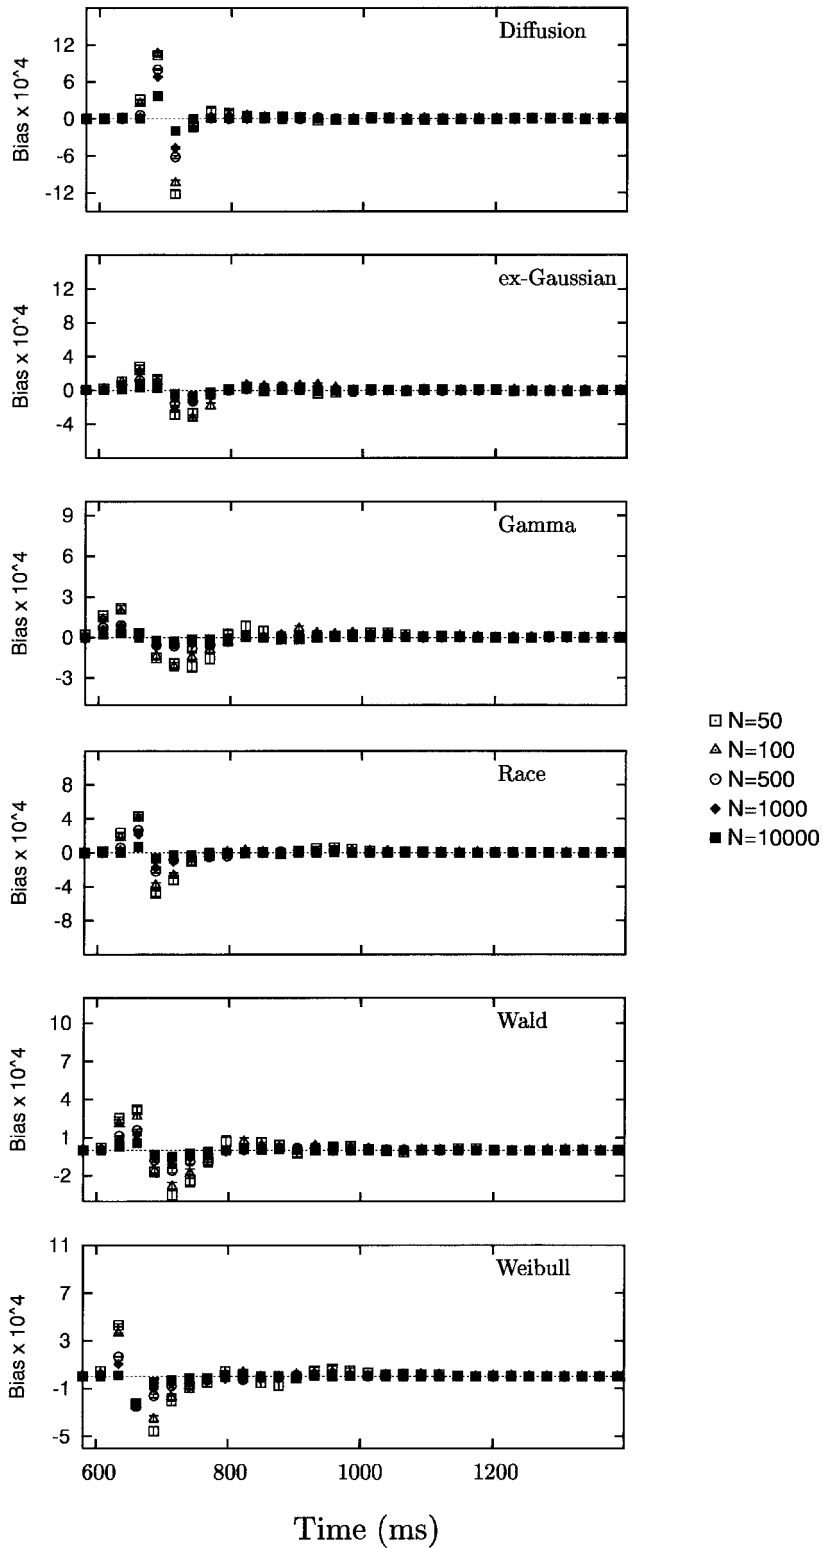 Diffusion
12
6
0
-6
-12
Bias x 10^4
ex-Gaussian
12
8
4
0
-4
Bias x 10^4
Gamma
9
6
3
0
-3
Bias x 10^4
Race
8
4
0
-4
-8
Bias x 10^4
Wald
10
7
4
1
-2
Bias x 10^4
Weibull
11
7
3
-1
-5
Bias x 10^4
600 800 1000 1200
Time (ms)
N=50
N=100
N=500
N=1000
N=10000